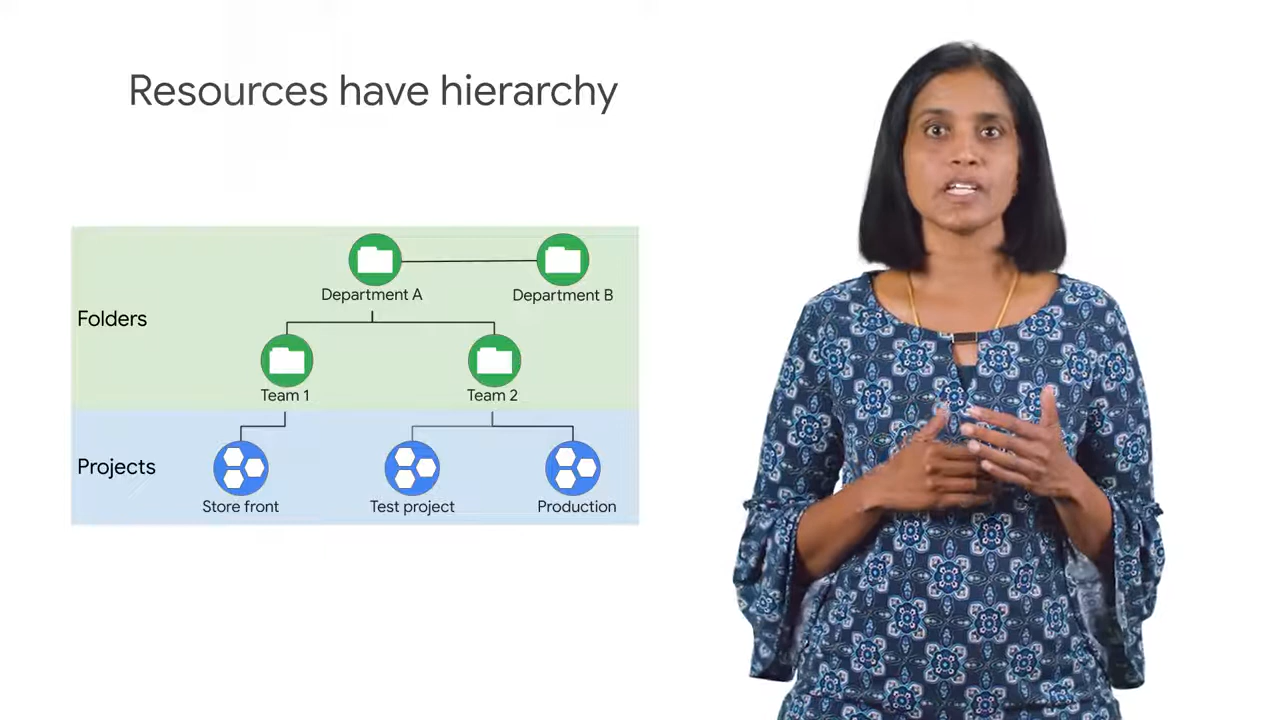 Resources have hierarchy
Department A
Department B
Folders
Team 1
Team 2
Projects
Store front
Test project
Production